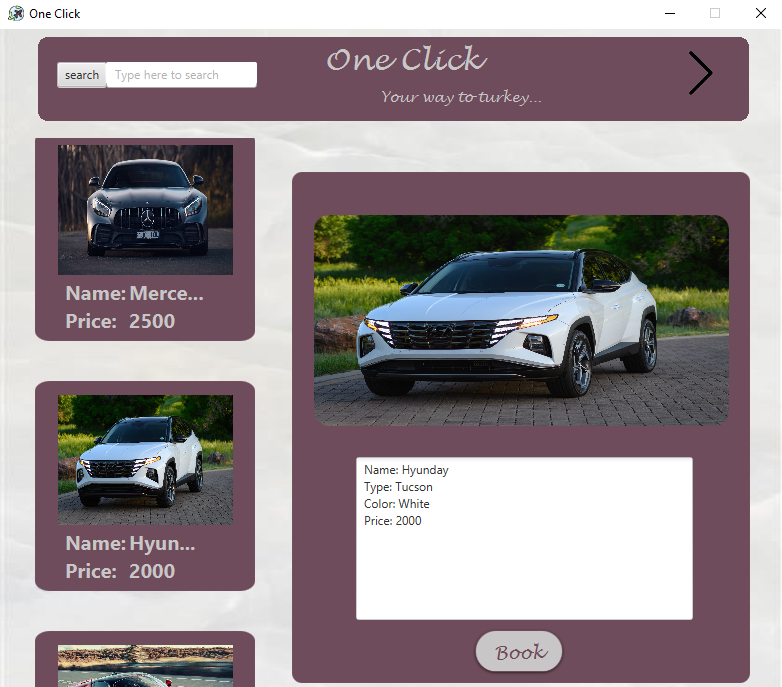 One Click
search
Type here to search
One Click
Your way to turkey...
Name: Merce...
Price: 2500
Name: Hyun...
Price: 2000
Name: Hyunday
Type: Tucson
Color: White
Price: 2000
Book